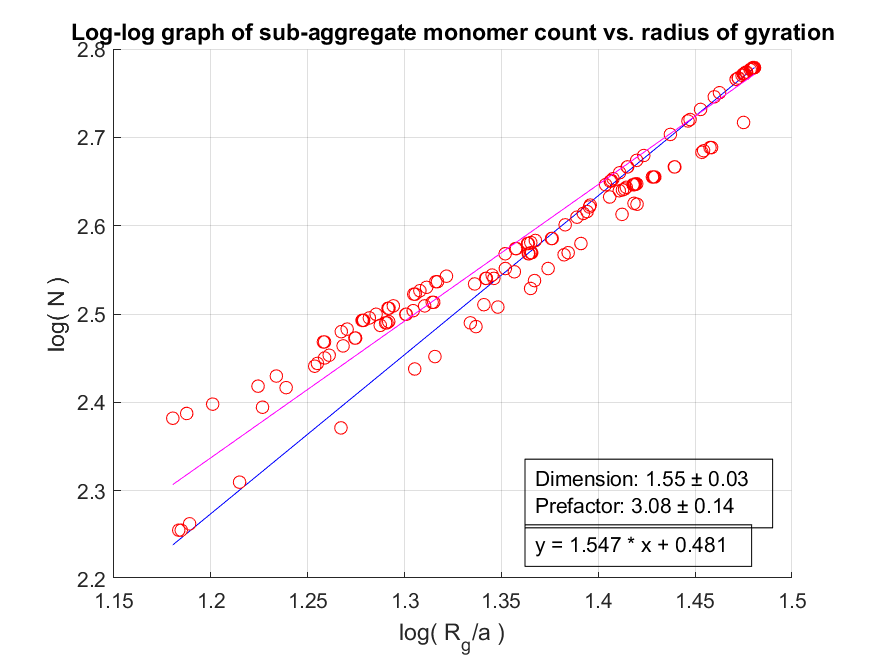 Log-log graph of sub-aggregate monomer count vs. radius of gyration
2.8
2.7
2.6
2.5
2.4
2.3
2.2
log( N )
Dimension: 1.55 ± 0.03
Prefactor: 3.08 ± 0.14
y = 1.547 * x + 0.481
1.15 1.2 1.25 1.3 1.35 1.4 1.45 1.5
log( R_g/a )